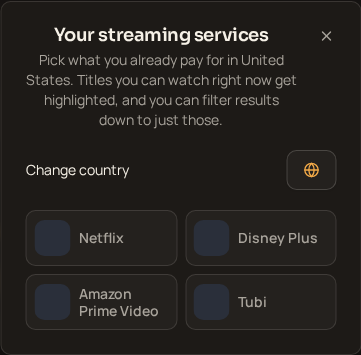 Your streaming services
Pick what you already pay for in United
States. Titles you can watch right now get
highlighted, and you can filter results
down to just those.
Change country
Netflix
Disney Plus
Amazon
Prime Video
Tubi